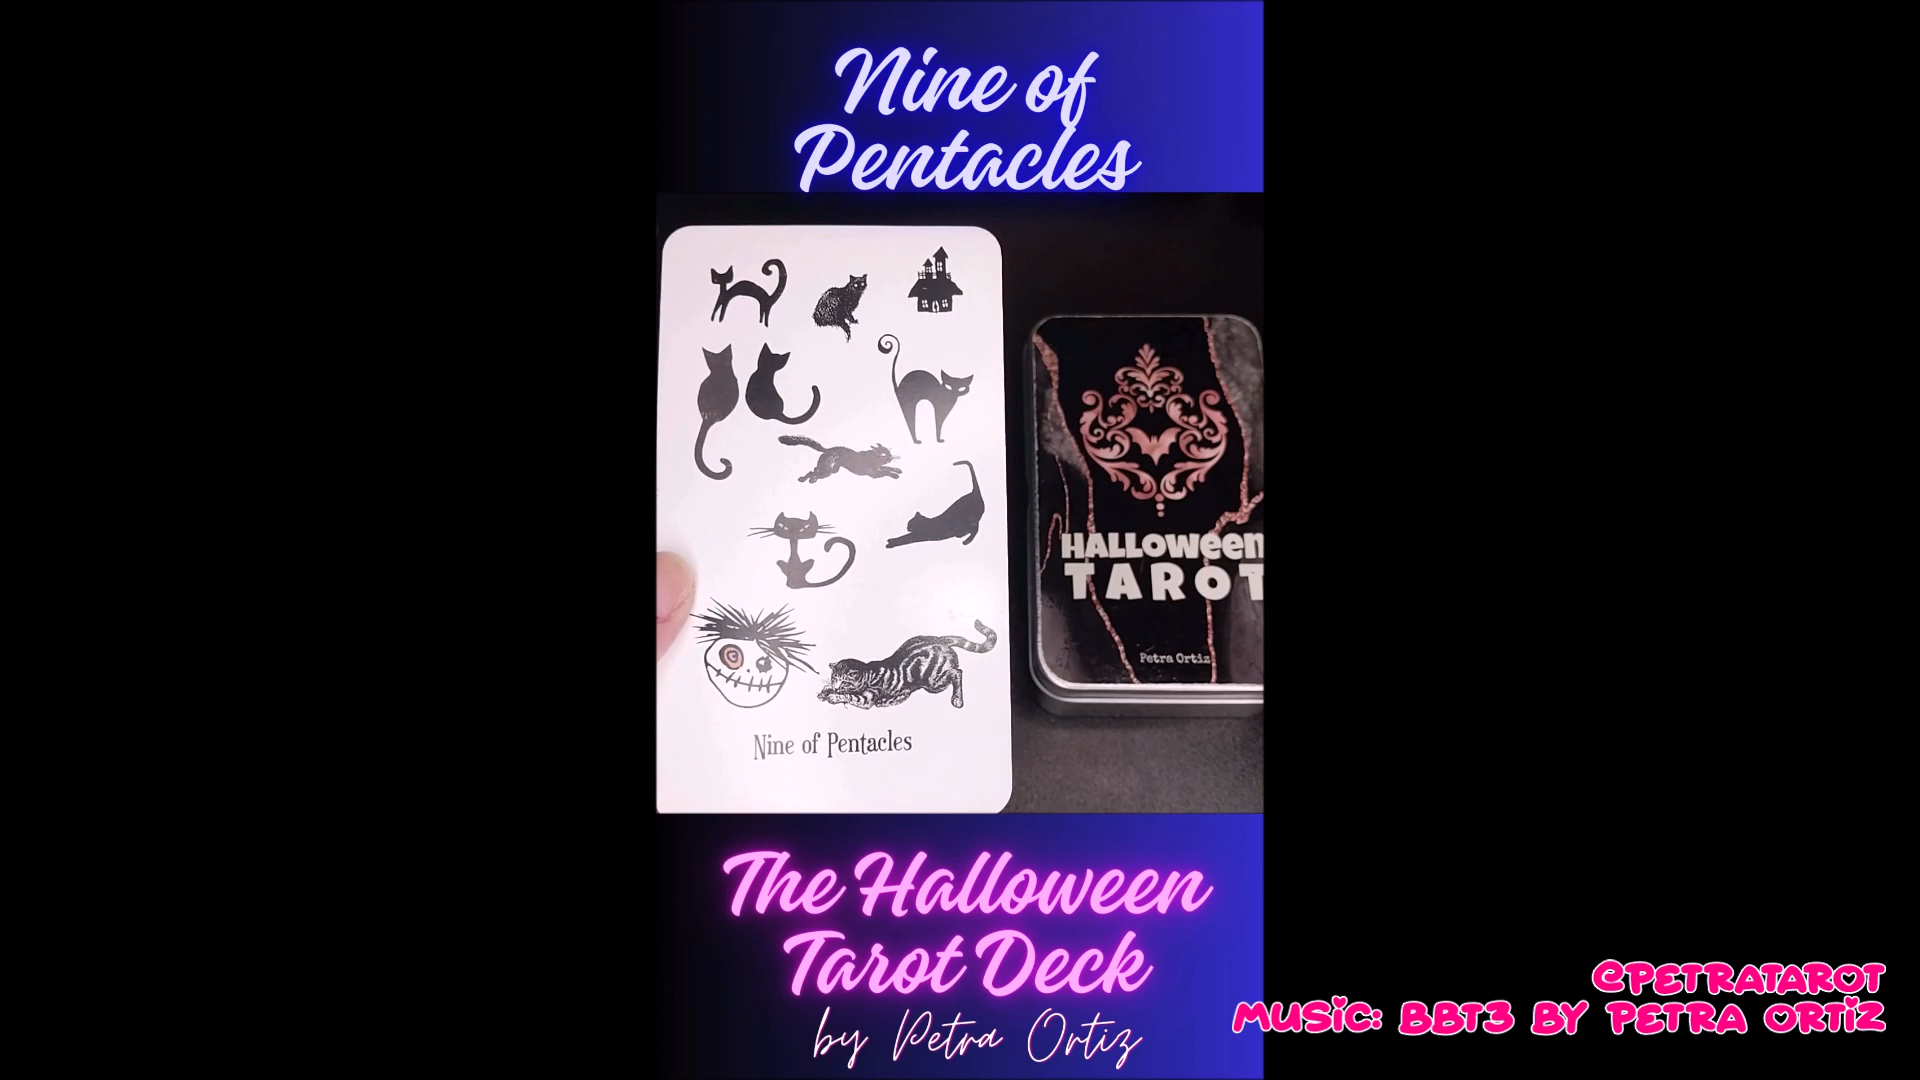 Nine of
Pentacles
Nine of Pentacles
HALLOWeen
TAROT
Petra Ortiz
The Halloween
Tarot Deck
by Petra Ortiz
@PETRATAROT
MUSIC: BBT3 BY PETRA ORTIZ